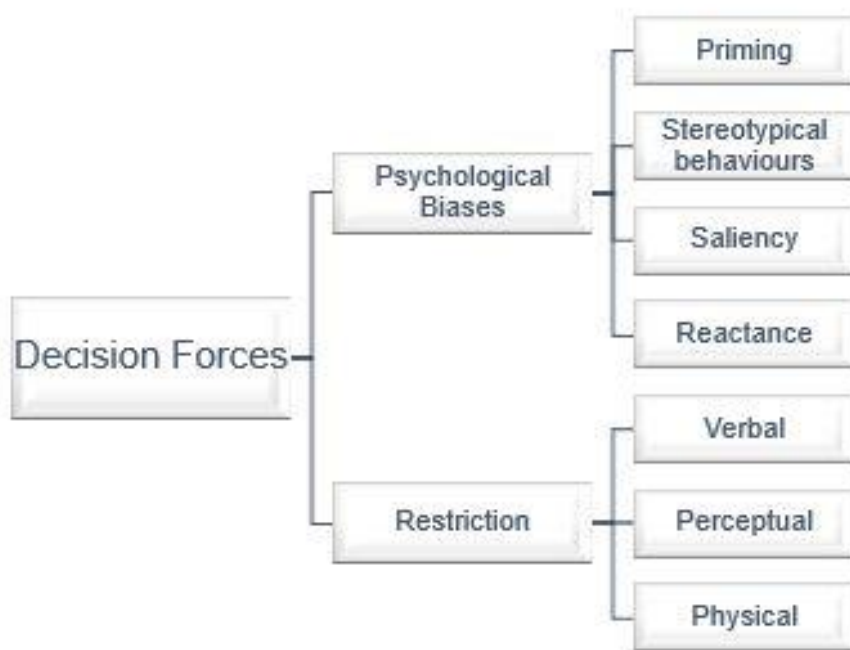 Decision Forces
Psychological
Biases
Priming
Stereotypical
behaviours
Saliency
Reactance
Restriction
Verbal
Perceptual
Physical